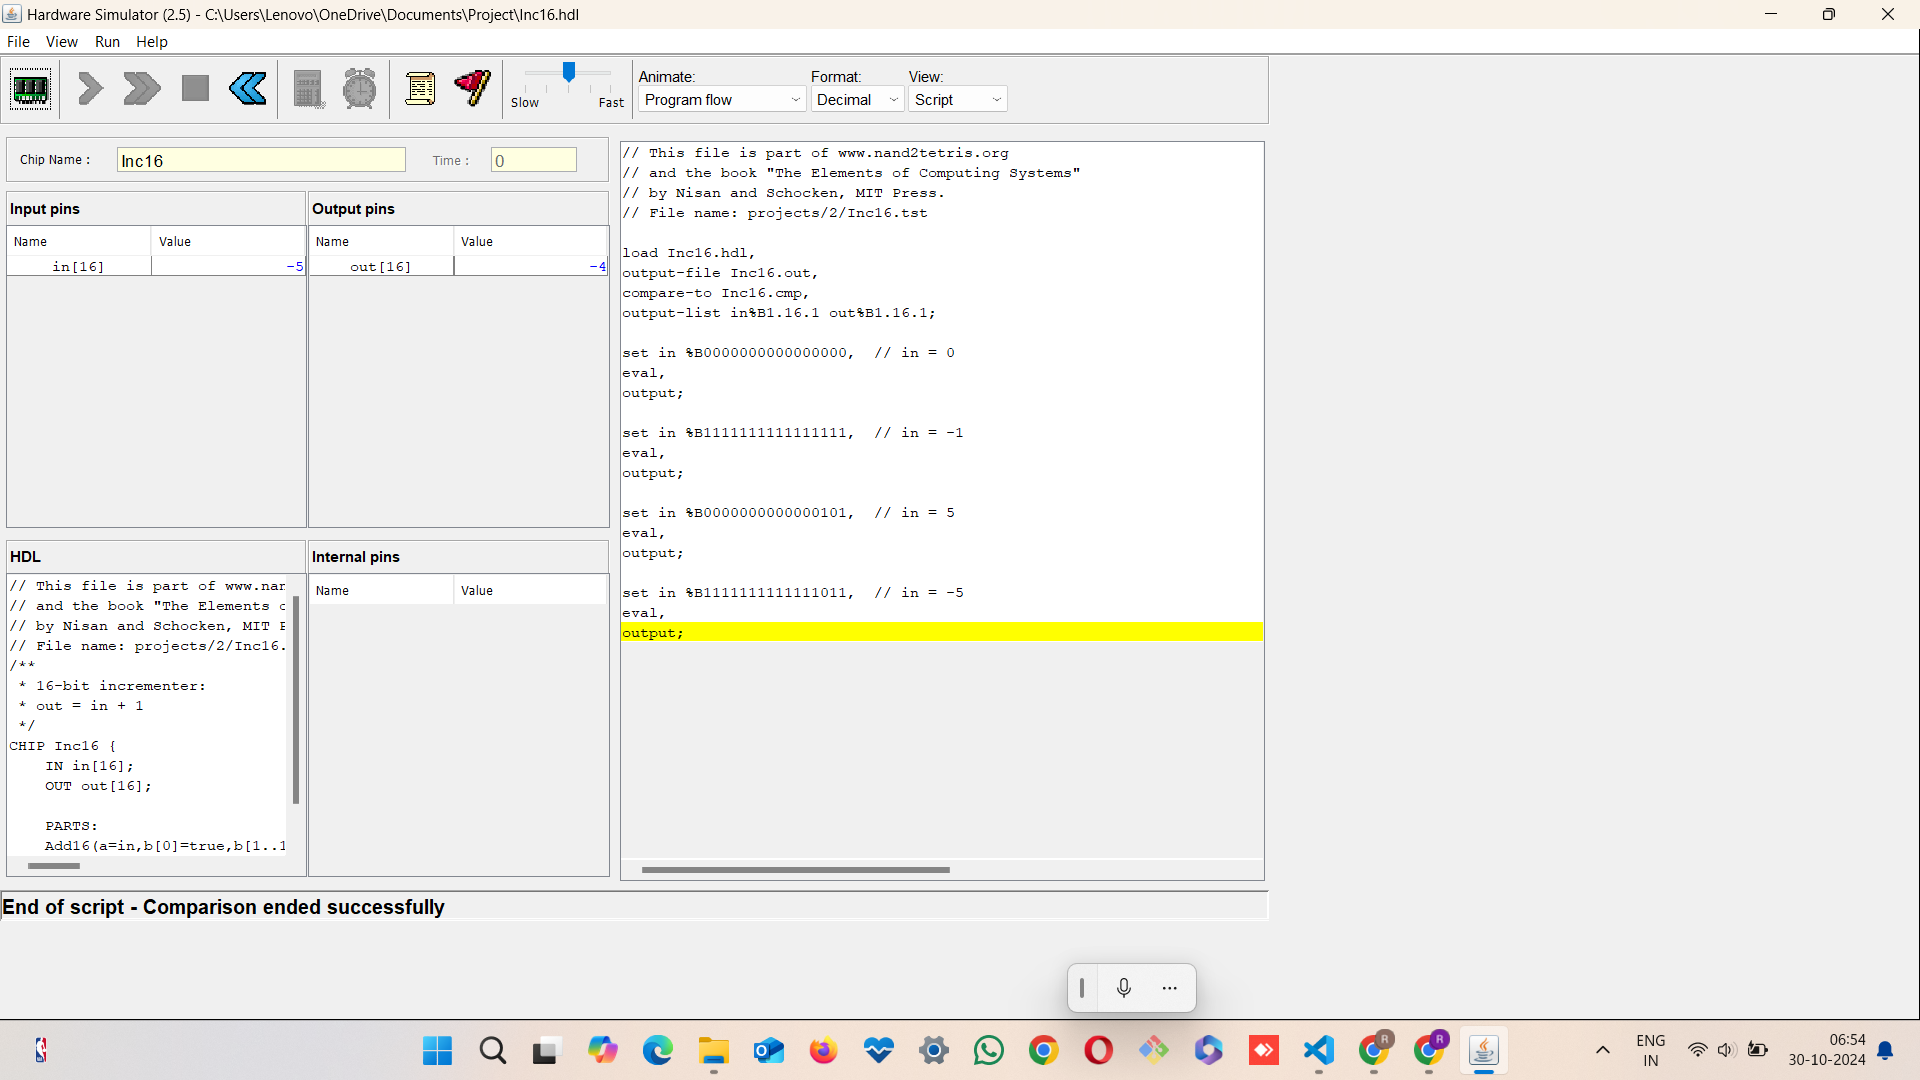 Hardware Simulator (2.5) - C:\Users\Lenovo\OneDrive\Documents\Project\Inc16.hdl
File View Run Help
Slow Fast
Animate: Format: View:
Program flow Decimal Script
Chip Name : Inc16 Time : 0
Input pins
Name Value
in[16] -5
Output pins
Name Value
out[16] -4
HDL
// This file is part of www.nan
// and the book "The Elements o
// by Nisan and Schocken, MIT P
// File name: projects/2/Inc16.
/**
* 16-bit incrementer:
* out = in + 1
*/
CHIP Inc16 {
IN in[16];
OUT out[16];
PARTS:
Add16(a=in,b[0]=true,b[1..1
Internal pins
Name Value
// This file is part of www.nand2tetris.org
// and the book "The Elements of Computing Systems"
// by Nisan and Schocken, MIT Press.
// File name: projects/2/Inc16.tst
load Inc16.hdl,
output-file Inc16.out,
compare-to Inc16.cmp,
output-list in%B1.16.1 out%B1.16.1;
set in %B0000000000000000, // in = 0
eval,
output;
set in %B1111111111111111, // in = -1
eval,
output;
set in %B0000000000000101, // in = 5
eval,
output;
set in %B1111111111111011, // in = -5
eval,
output;
End of script - Comparison ended successfully
ENG
IN
06:54
30-10-2024